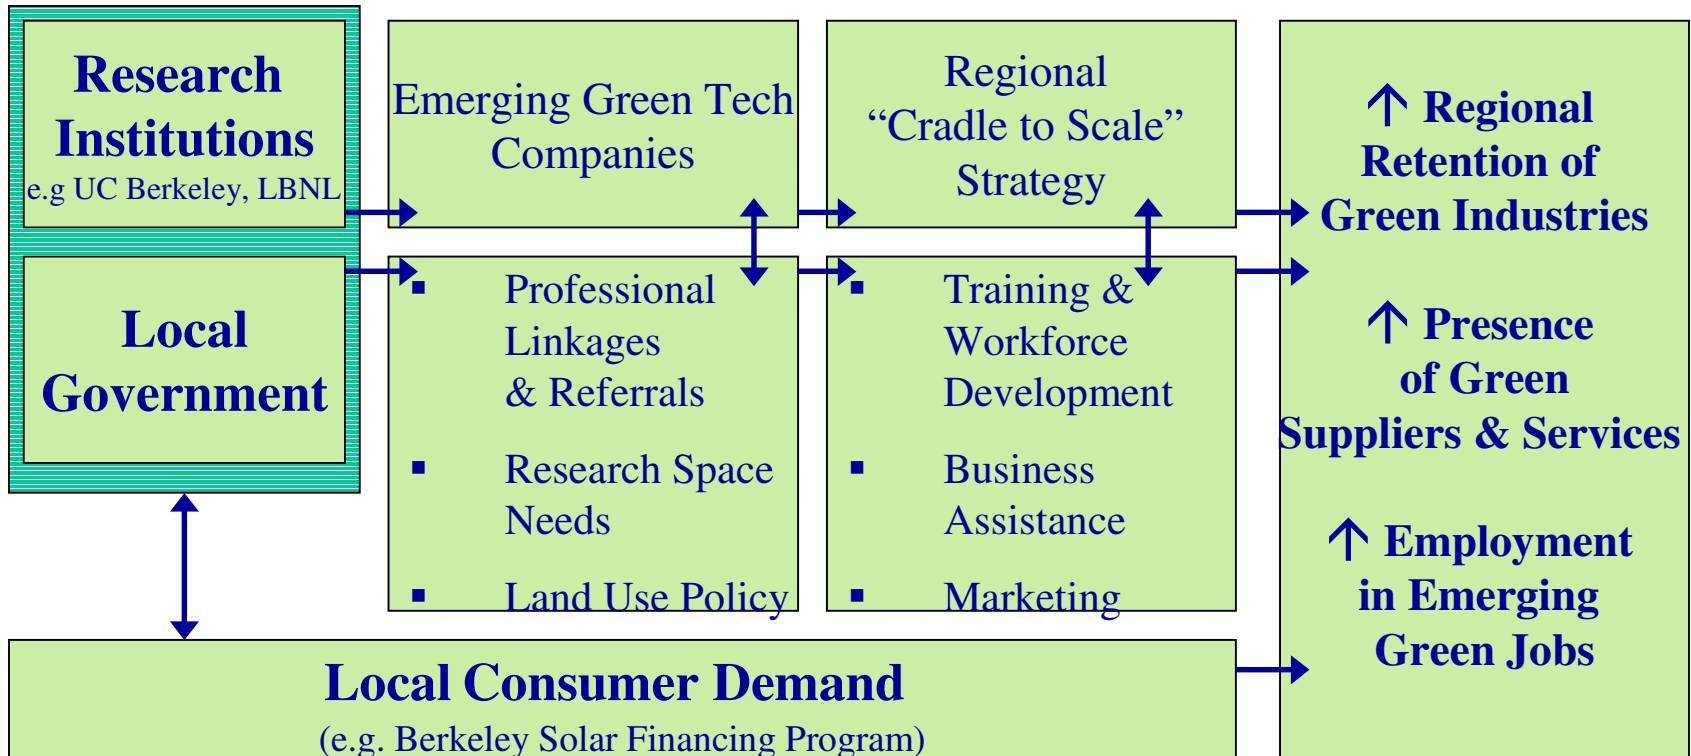 Research
Institutions
e.g UC Berkeley, LBNL
Local
Government
Emerging Green Tech
Companies
▪ Professional
Linkages
& Referrals
▪ Research Space
Needs
▪ Land Use Policy
Regional
“Cradle to Scale”
Strategy
▪ Training &
Workforce
Development
▪ Business
Assistance
▪ Marketing
↑ Regional
Retention of
Green Industries
↑ Presence
of Green
Suppliers & Services
↑ Employment
in Emerging
Green Jobs
Local Consumer Demand
(e.g. Berkeley Solar Financing Program)